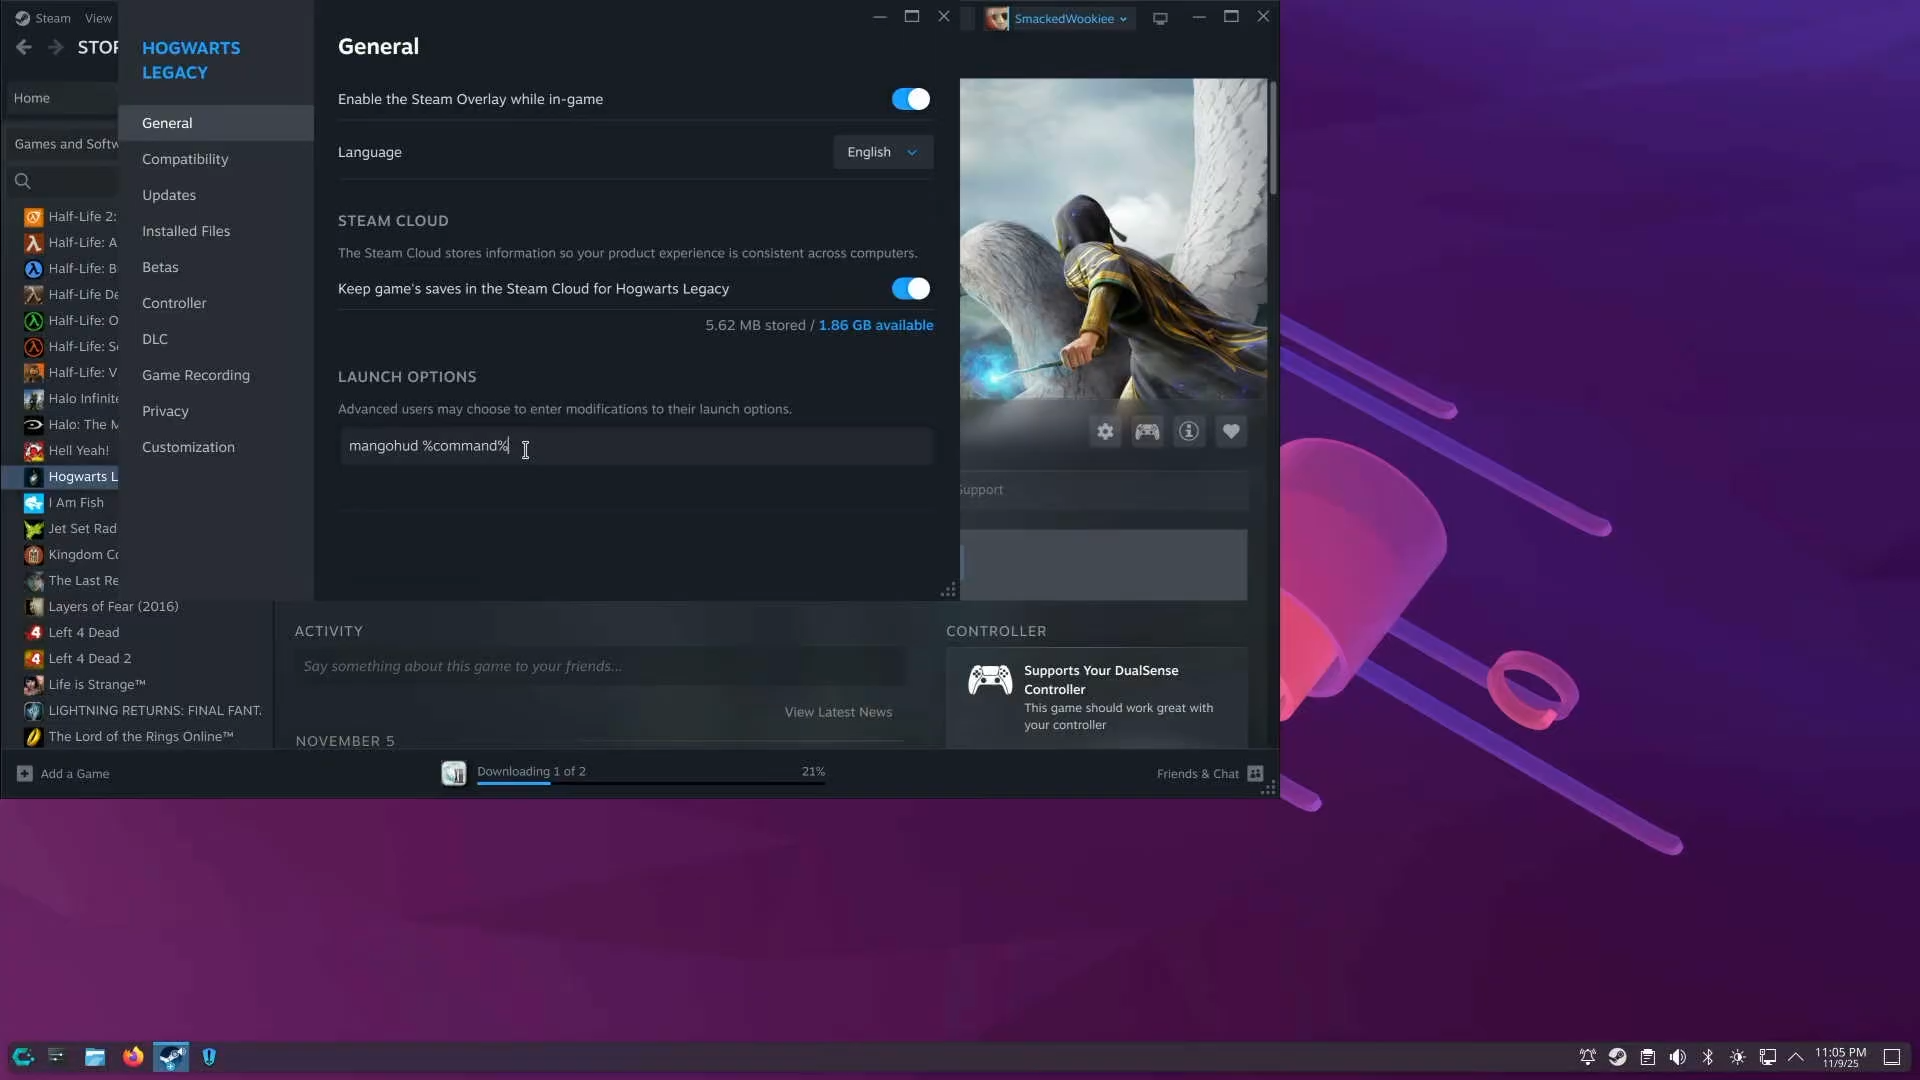 Steam View
STOR
Home
Games and Softw
Half-Life 2:
Half-Life: A
Half-Life: B
Half-Life De
Half-Life: O
Half-Life: S
Half-Life: V
Halo Infinite
Halo: The M
Hell Yeah!
Hogwarts L
I Am Fish
Jet Set Rad
Kingdom Co
The Last Re
Layers of Fear (2016)
Left 4 Dead
Left 4 Dead 2
Life is Strange™
LIGHTNING RETURNS: FINAL FANT.
The Lord of the Rings Online™
Add a Game
HOGWARTS
LEGACY
General
Compatibility
Updates
Installed Files
Betas
Controller
DLC
Game Recording
Privacy
Customization
General
Enable the Steam Overlay while in-game
Language English
STEAM CLOUD
The Steam Cloud stores information so your product experience is consistent across computers.
Keep game's saves in the Steam Cloud for Hogwarts Legacy
5.62 MB stored / 1.86 GB available
LAUNCH OPTIONS
Advanced users may choose to enter modifications to their launch options.
mangohud %command%
SmackedWookiee
Support
ACTIVITY
Say something about this game to your friends...
View Latest News
NOVEMBER 5
CONTROLLER
Supports Your DualSense
Controller
This game should work great with
your controller
Downloading 1 of 2 21%
Friends & Chat
11:05 PM
11/9/25